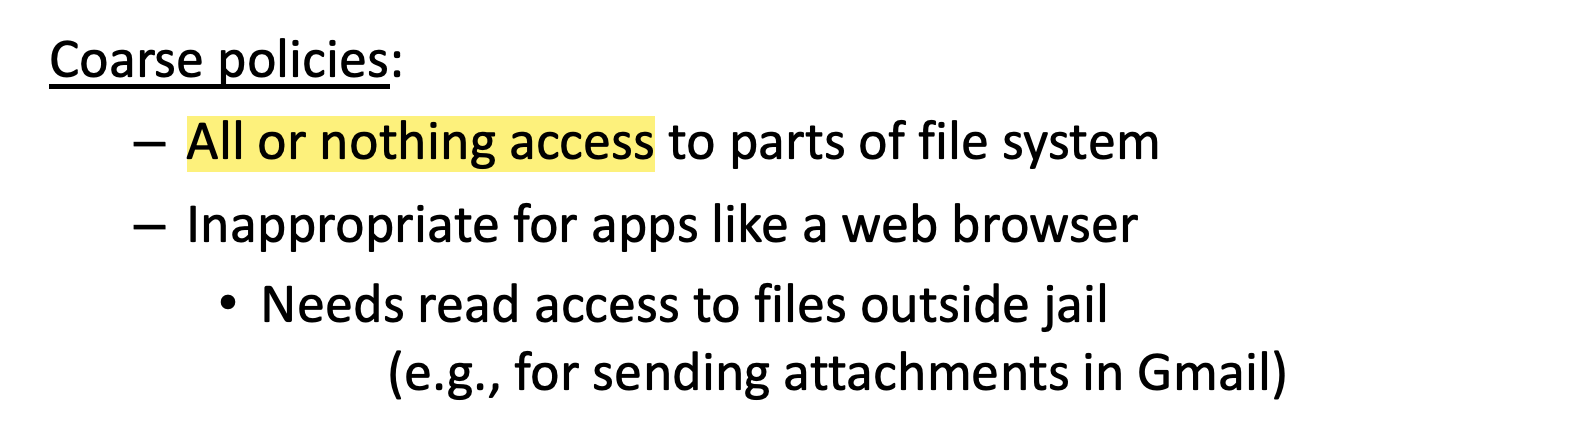 Coarse policies:
– All or nothing access to parts of file system
– Inappropriate for apps like a web browser
• Needs read access to files outside jail
(e.g., for sending attachments in Gmail)